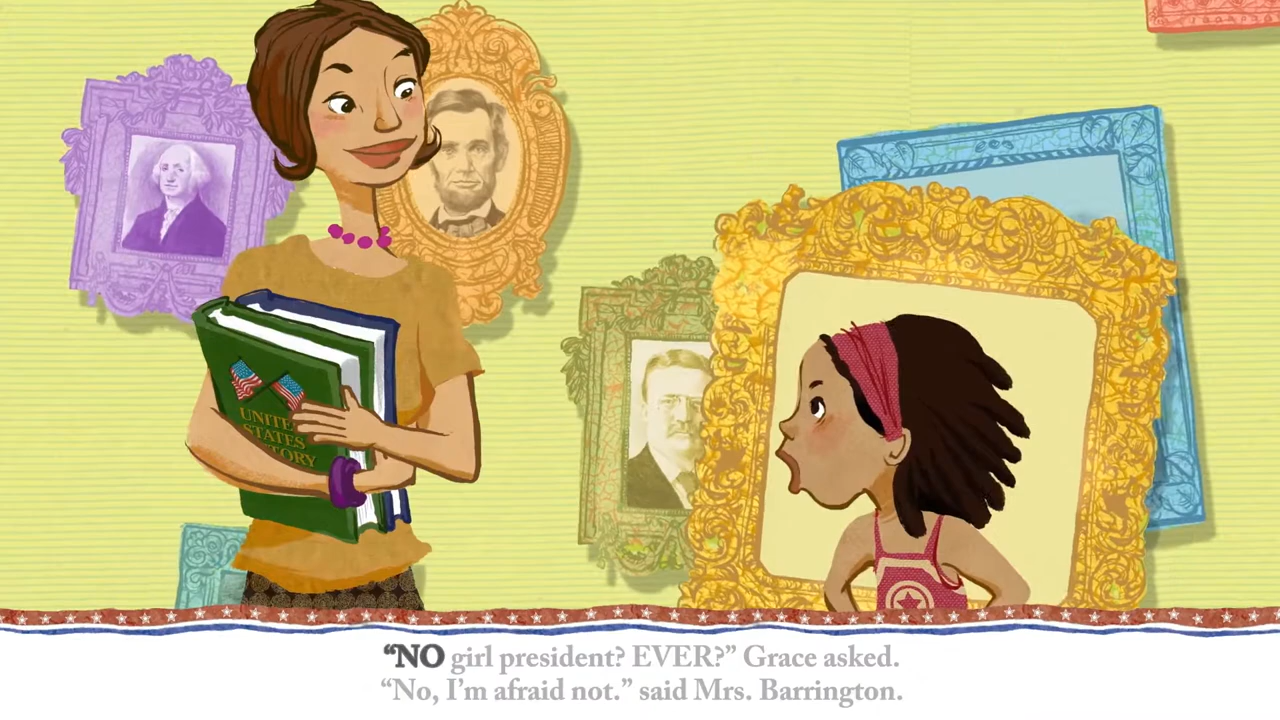 UNITED
STATES
HISTORY
“NO girl president? EVER?” Grace asked.
“No, I’m afraid not.” said Mrs. Barrington.